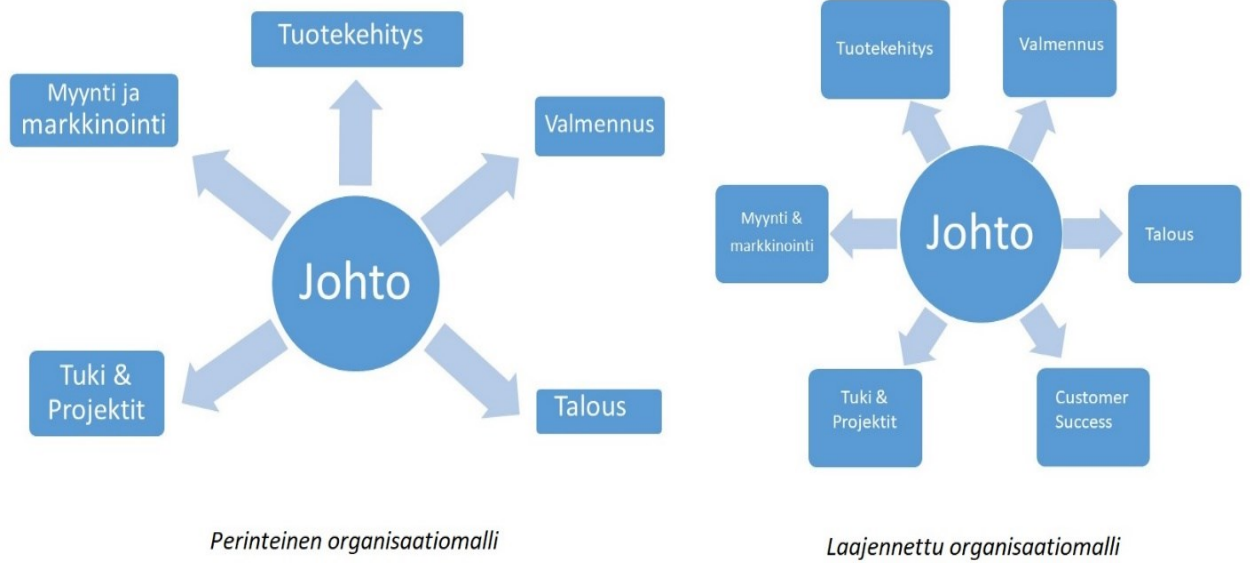 Tuotekehitys
Myynti ja
markkinointi
Valmennus
Johto
Tuki &
Projektit
Talous
Perinteinen organisaatiomalli
Tuotekehitys
Valmennus
Myynti &
markkinointi
Johto
Talous
Tuki &
Projektit
Customer
Success
Laajennettu organisaatiomalli